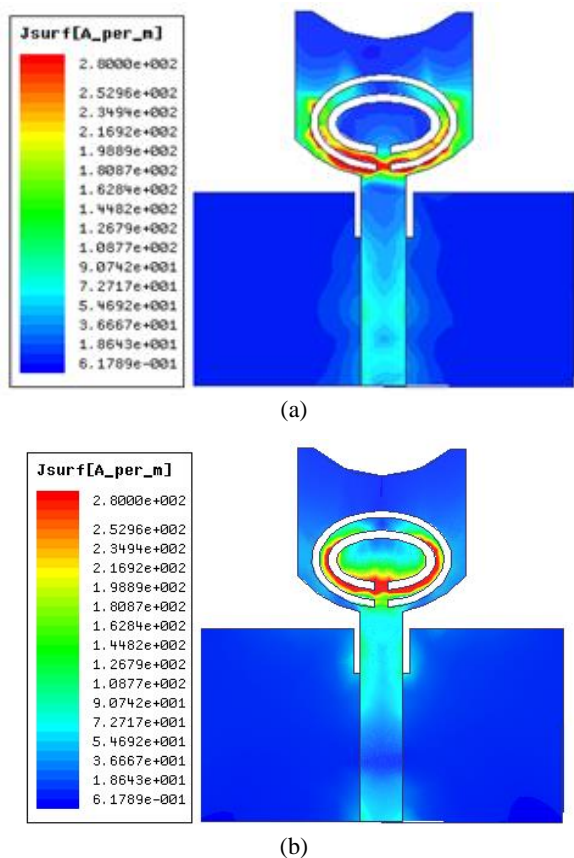 Jsurf[A_per_m]
2.8000e+002
2.5296e+002
2.3494e+002
2.1692e+002
1.9889e+002
1.8087e+002
1.6284e+002
1.4482e+002
1.2679e+002
1.0877e+002
9.0742e+001
7.2717e+001
5.4692e+001
3.6667e+001
1.8643e+001
6.1789e-001
(a)
Jsurf[A_per_m]
2.8000e+002
2.5296e+002
2.3494e+002
2.1692e+002
1.9889e+002
1.8087e+002
1.6284e+002
1.4482e+002
1.2679e+002
1.0877e+002
9.0742e+001
7.2717e+001
5.4692e+001
3.6667e+001
1.8643e+001
6.1789e-001
(b)